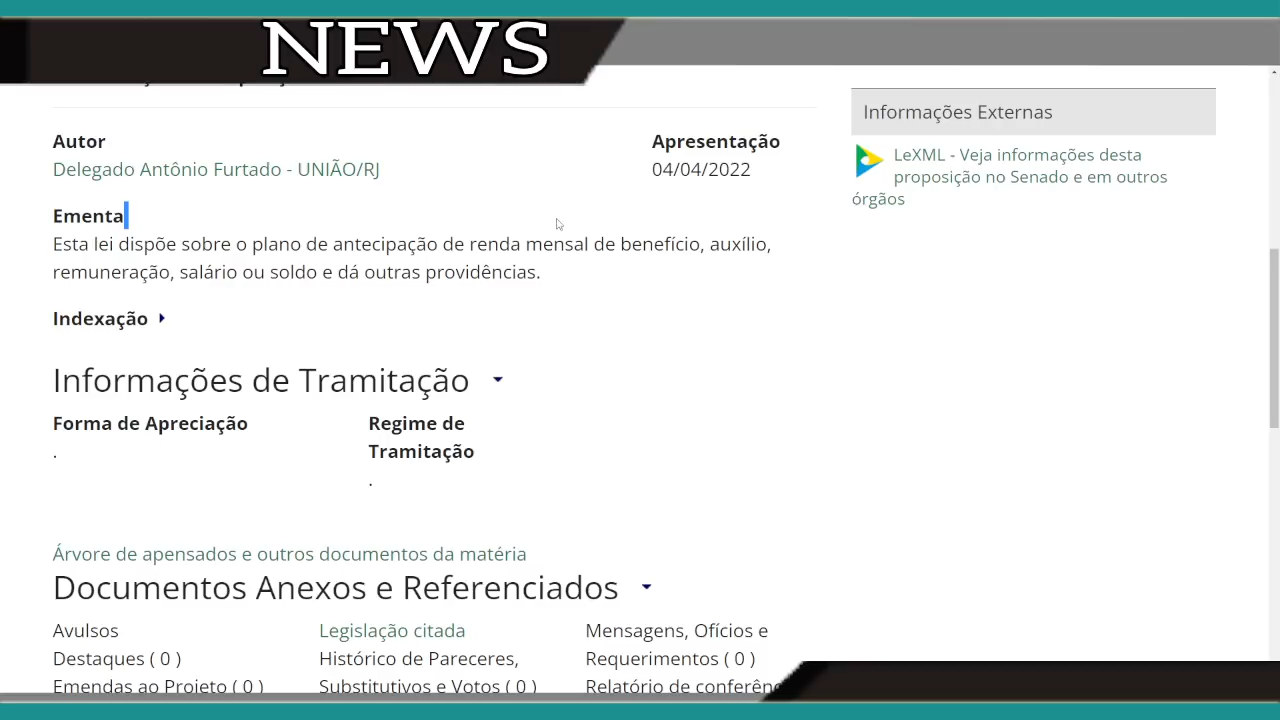 NEWS
Autor
Apresentação
Delegado Antônio Furtado - UNIÃO/RJ
04/04/2022
Ementa
Esta lei dispõe sobre o plano de antecipação de renda mensal de benefício, auxílio,
remuneração, salário ou soldo e dá outras providências.
Indexação
Informações de Tramitação
Forma de Apreciação
.
Regime de
Tramitação
.
Árvore de apensados e outros documentos da matéria
Documentos Anexos e Referenciados
Avulsos
Destaques ( 0 )
Emendas ao Projeto ( 0 )
Legislação citada
Histórico de Pareceres,
Substitutivos e Votos ( 0 )
Mensagens, Ofícios e
Requerimentos ( 0 )
Relatório de
Informações Externas
LeXML - Veja informações desta
proposição no Senado e em outros
órgãos